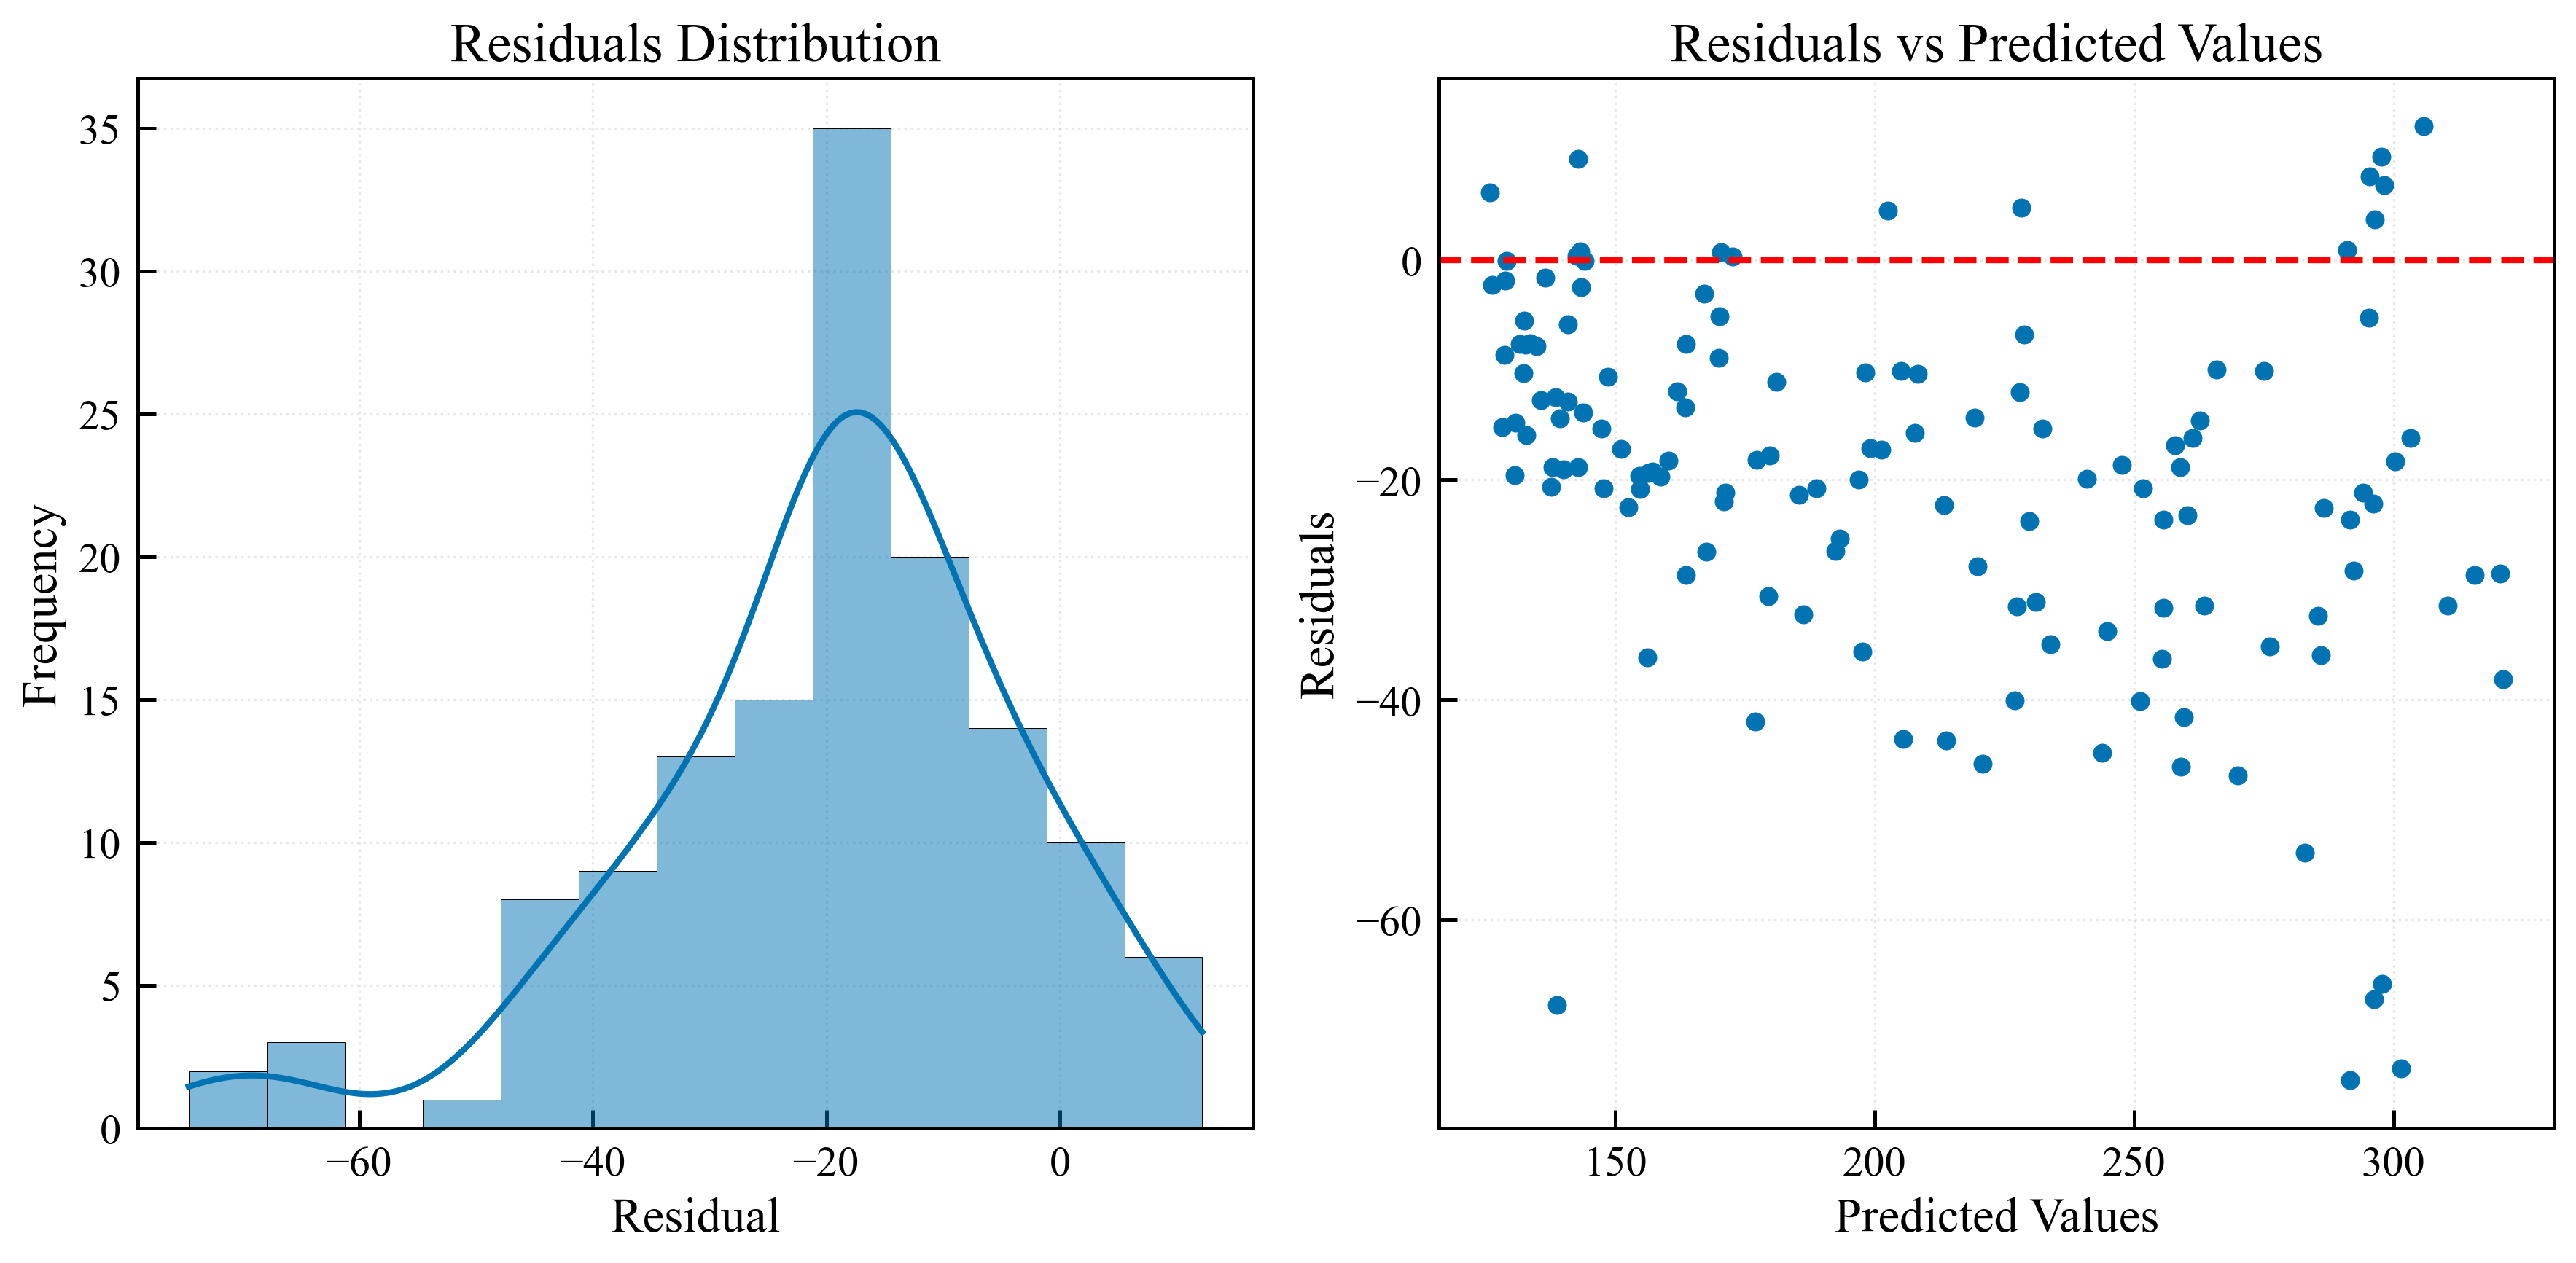 Residuals Distribution
Frequency
35
30
25
20
15
10
5
0
−60 −40 −20 0
Residual
Residuals vs Predicted Values
Residuals
0
−20
−40
−60
150 200 250 300
Predicted Values